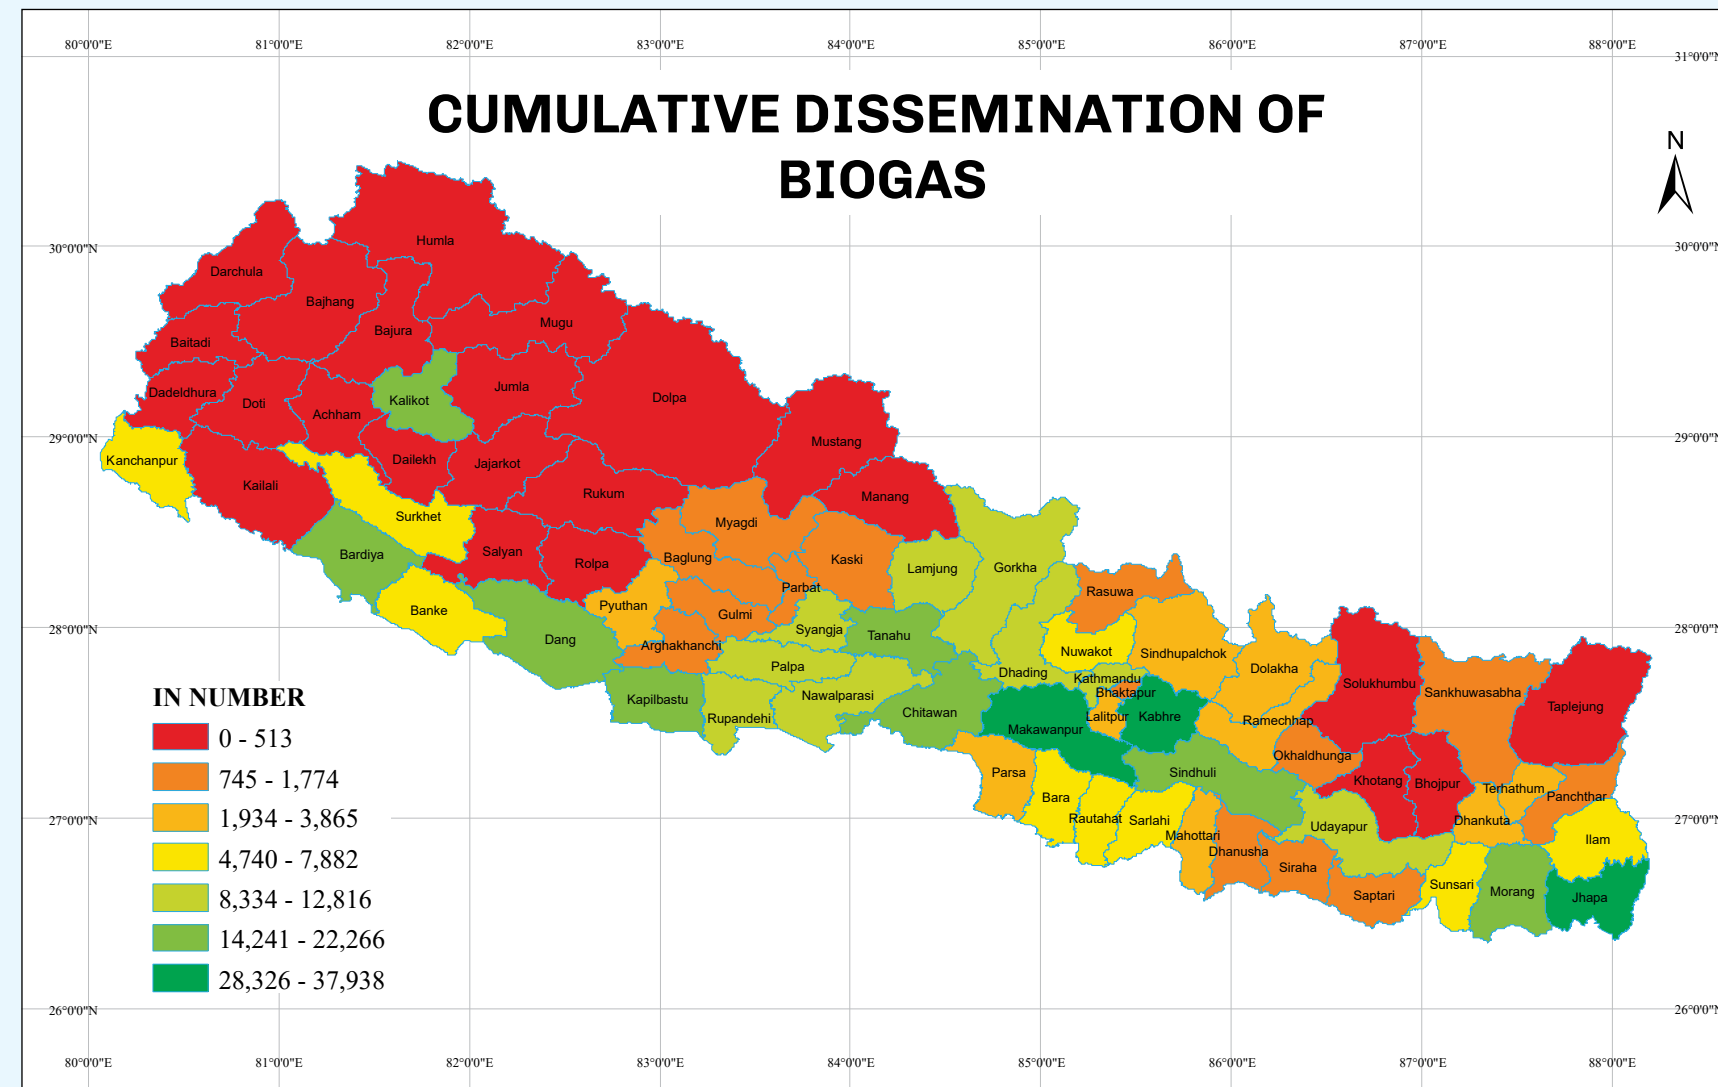 80°0'0"E 81°0'0"E 82°0'0"E 83°0'0"E 84°0'0"E 85°0'0"E 86°0'0"E 87°0'0"E 88°0'0"E
31°0'0"N
CUMULATIVE DISSEMINATION OF
BIOGAS
N
30°0'0"N
30°0'0"N
29°0'0"N
29°0'0"N
28°0'0"N
28°0'0"N
27°0'0"N
27°0'0"N
26°0'0"N
26°0'0"N
Humla
Darchula
Bajhang
Mugu
Bajura
Baitadi
Jumla
Dadeldhura
Dolpa
Kalikot
Doti
Achham
Mustang
Kanchanpur
Dailekh
Jajarkot
Kailali
Rukum
Manang
Surkhet
Myagdi
Salyan
Bardiya
Baglung
Kaski
Rolpa
Lamjung
Gorkha
Parbat
Rasuwa
Pyuthan
Banke
Gulmi
Syangja
Tanahu
Dang
Arghakhanchi
Nuwakot
Sindhupalchok
Palpa
Dolakha
Dhading
Kathmandu
Solukhumbu
Bhaktapur
Sankhuwasabha
Nawalparasi
Kapilbastu
Taplejung
Chitawan
Lalitpur
Kabhre
Rupandehi
Ramechhap
Makawanpur
Okhaldhunga
Parsa
Sindhuli
Khotang
Bhojpur
Terhathum
Bara
Panchthar
Rautahat
Sarlahi
Dhankuta
Udayapur
Mahottari
Ilam
Dhanusha
Siraha
Sunsari
Morang
Saptari
Jhapa
IN NUMBER
0 - 513
745 - 1,774
1,934 - 3,865
4,740 - 7,882
8,334 - 12,816
14,241 - 22,266
28,326 - 37,938
80°0'0"E 81°0'0"E 82°0'0"E 83°0'0"E 84°0'0"E 85°0'0"E 86°0'0"E 87°0'0"E 88°0'0"E